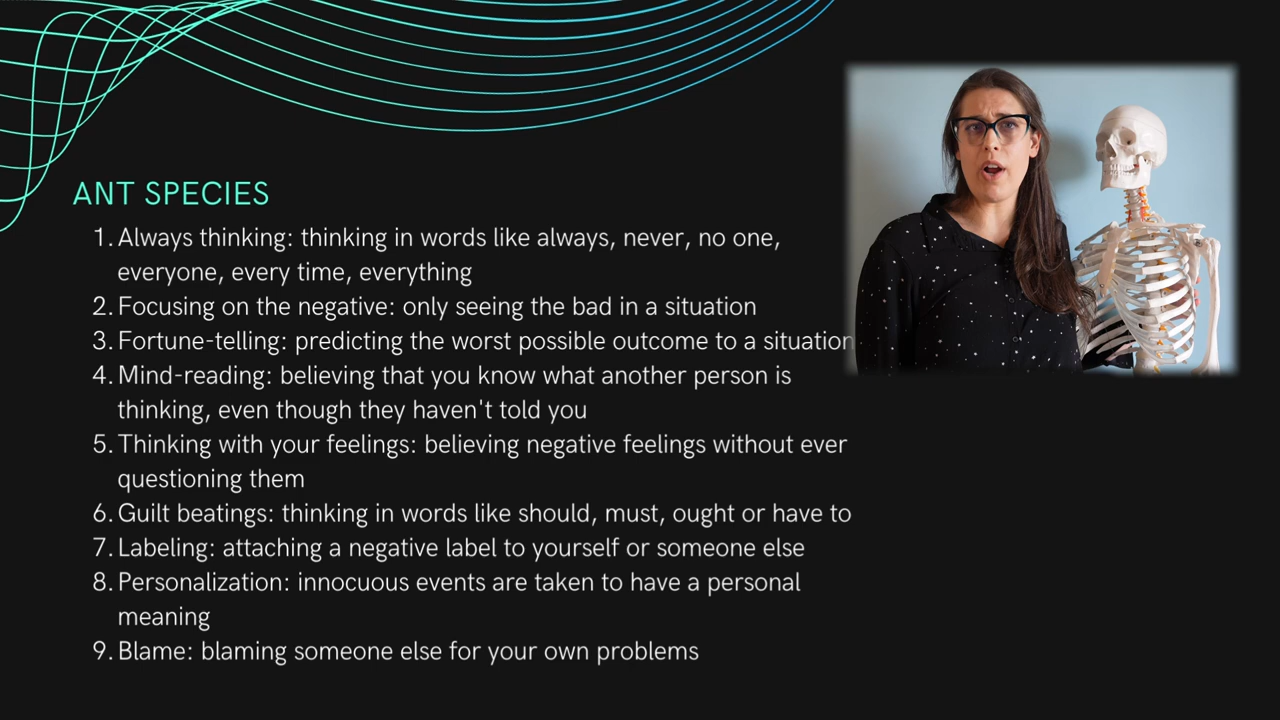 ANT SPECIES
1. Always thinking: thinking in words like always, never, no one,
everyone, every time, everything
2. Focusing on the negative: only seeing the bad in a situation
3. Fortune-telling: predicting the worst possible outcome to a situation
4. Mind-reading: believing that you know what another person is
thinking, even though they haven't told you
5. Thinking with your feelings: believing negative feelings without ever
questioning them
6. Guilt beatings: thinking in words like should, must, ought or have to
7. Labeling: attaching a negative label to yourself or someone else
8. Personalization: innocuous events are taken to have a personal
meaning
9. Blame: blaming someone else for your own problems